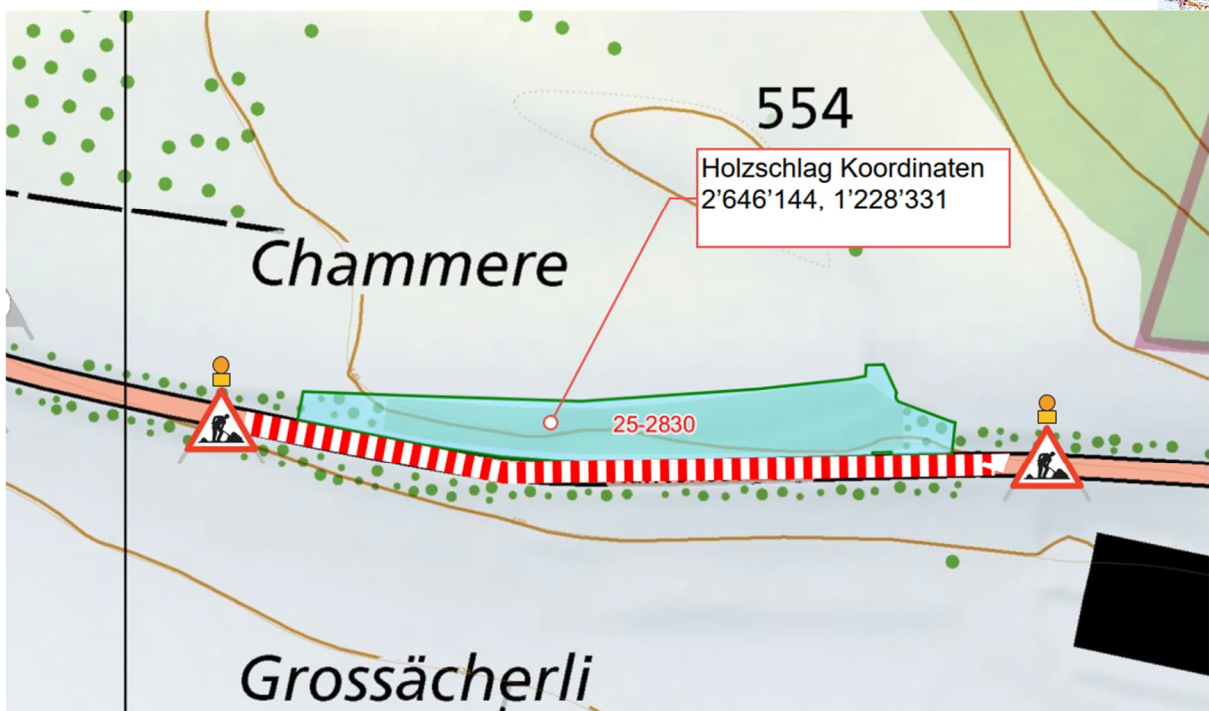 554
Holzschlag Koordinaten
2’646’144, 1’228’331
Chammere
25-2830
Grossächerli